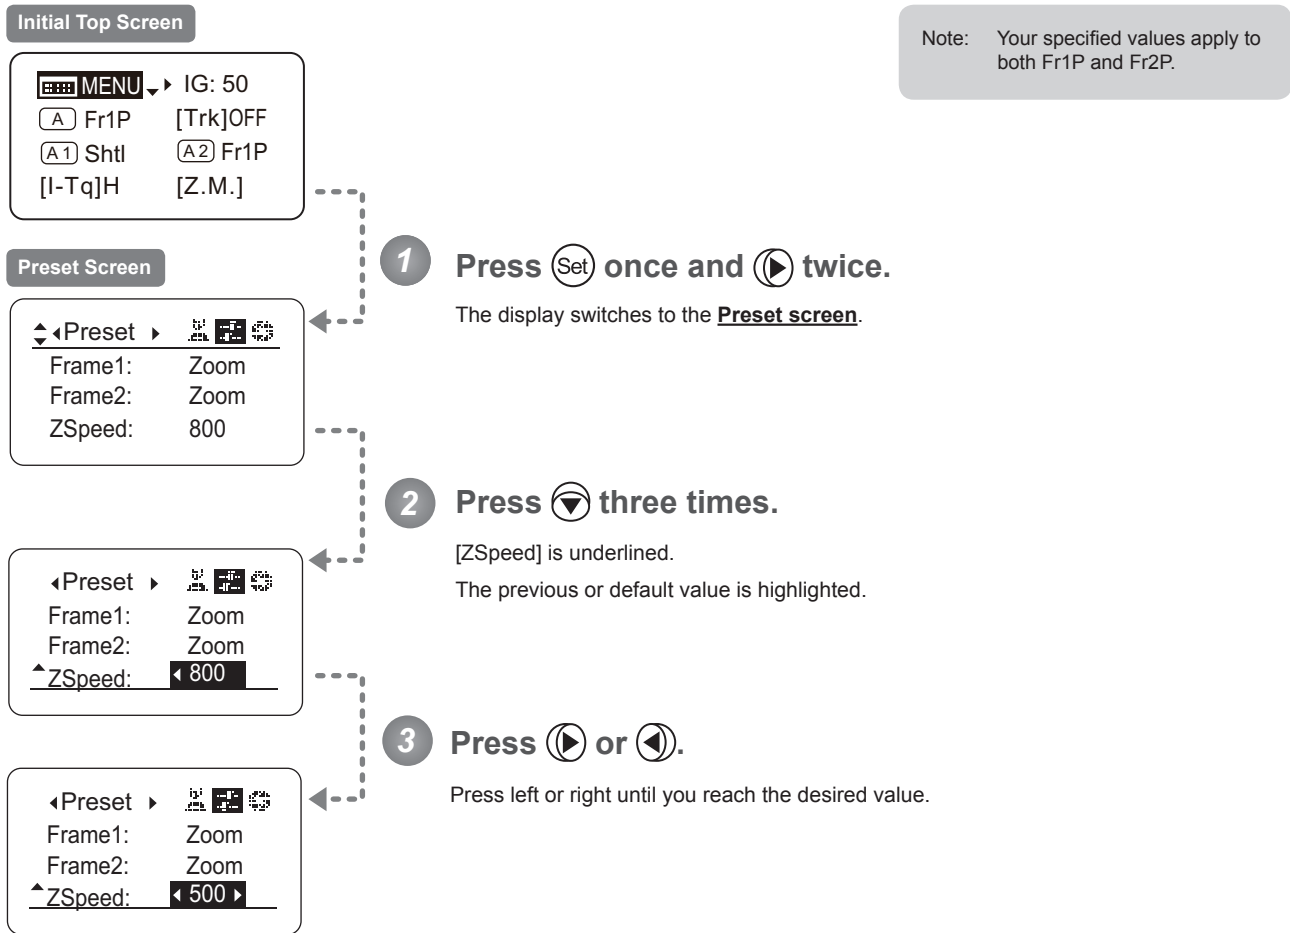 Initial Top Screen
MENU IG: 50
A Fr1P [Trk]OFF
A1 Shtl A2 Fr1P
[I-Tq]H [Z.M.]
Note: Your specified values apply to
both Fr1P and Fr2P.
1 Press Set once and twice.
The display switches to the Preset screen.
Preset Screen
Preset
Frame1: Zoom
Frame2: Zoom
ZSpeed: 800
2 Press three times.
[ZSpeed] is underlined.
The previous or default value is highlighted.
Preset
Frame1: Zoom
Frame2: Zoom
ZSpeed: 800
3 Press or .
Press left or right until you reach the desired value.
Preset
Frame1: Zoom
Frame2: Zoom
ZSpeed: 500